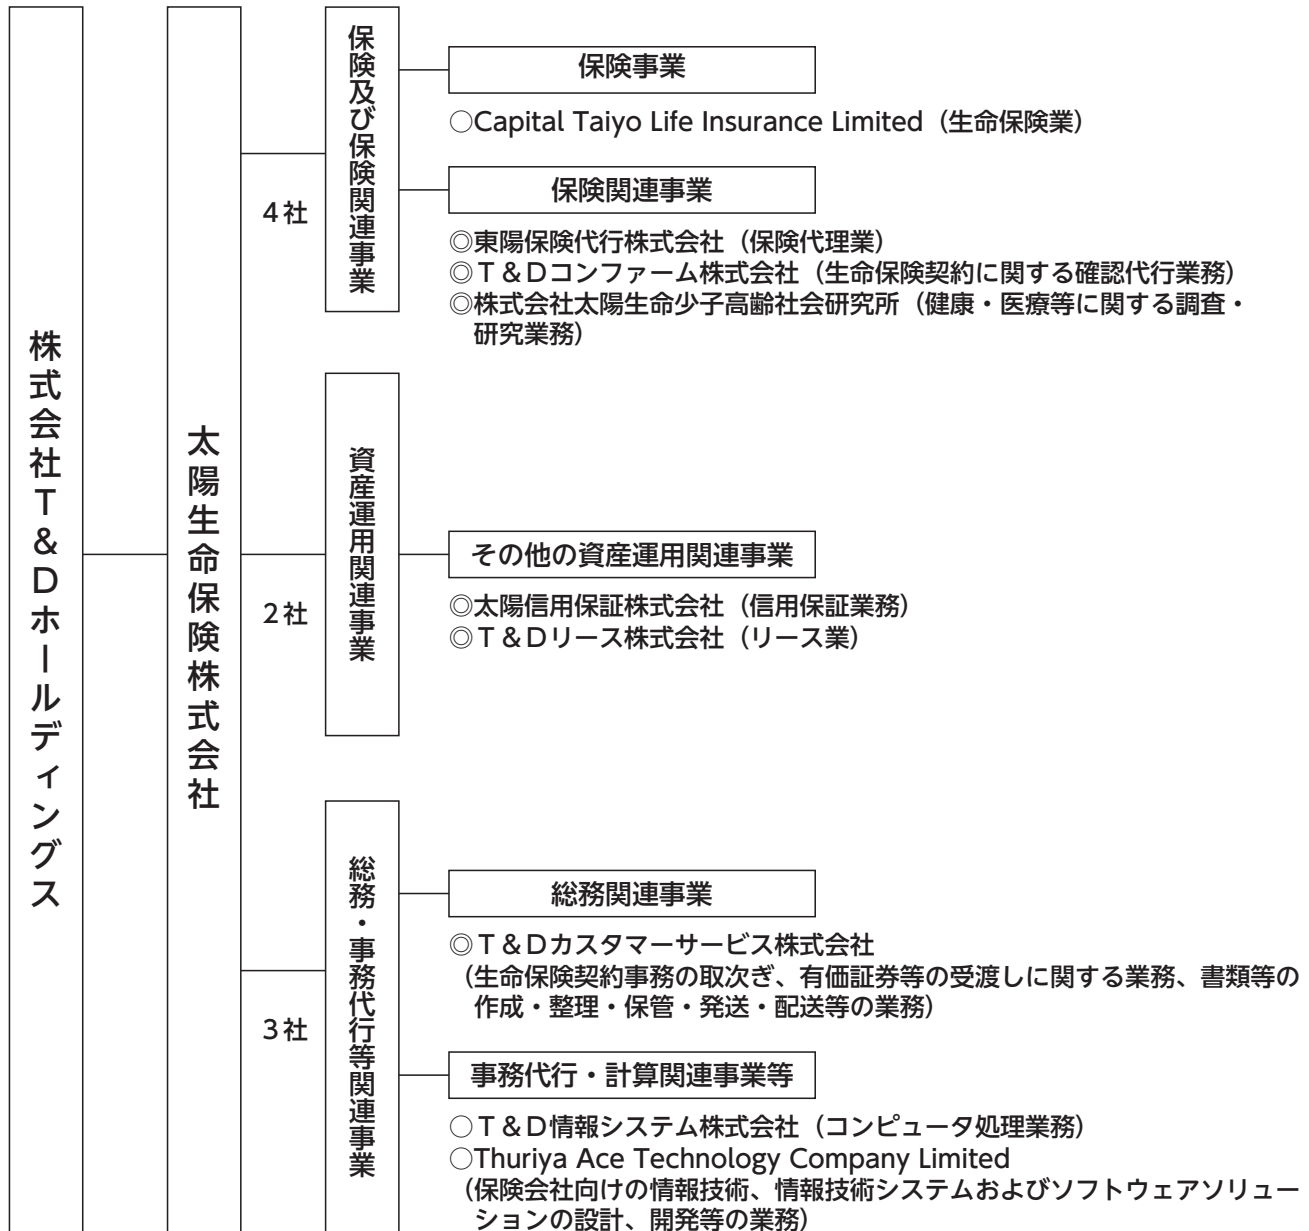 株式会社Ｔ＆Ｄホールディングス
太陽生命保険株式会社
4社
保険及び保険関連事業
保険事業
○Capital Taiyo Life Insurance Limited（生命保険業）
保険関連事業
◎東陽保険代行株式会社（保険代理業）
◎Ｔ＆Ｄコンファーム株式会社（生命保険契約に関する確認代行業務）
◎株式会社太陽生命少子高齢社会研究所（健康・医療等に関する調査・
研究業務）
2社
資産運用関連事業
その他の資産運用関連事業
◎太陽信用保証株式会社（信用保証業務）
◎Ｔ＆Ｄリース株式会社（リース業）
3社
総務・事務代行等関連事業
総務関連事業
◎Ｔ＆Ｄカスタマーサービス株式会社
（生命保険契約事務の取次ぎ、有価証券等の受渡しに関する業務、書類等の
作成・整理・保管・発送・配送等の業務）
事務代行・計算関連事業等
○Ｔ＆Ｄ情報システム株式会社（コンピュータ処理業務）
○Thuriya Ace Technology Company Limited
（保険会社向けの情報技術、情報技術システムおよびソフトウェアソリュー
ションの設計、開発等の業務）